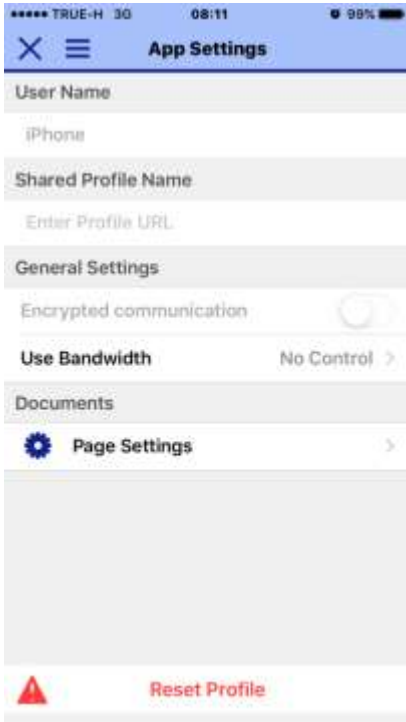 TRUE-H 3G 08:11 99%
App Settings
User Name
iPhone
Shared Profile Name
Enter Profile URL
General Settings
Encrypted communication
Use Bandwidth No Control
Documents
Page Settings
Reset Profile